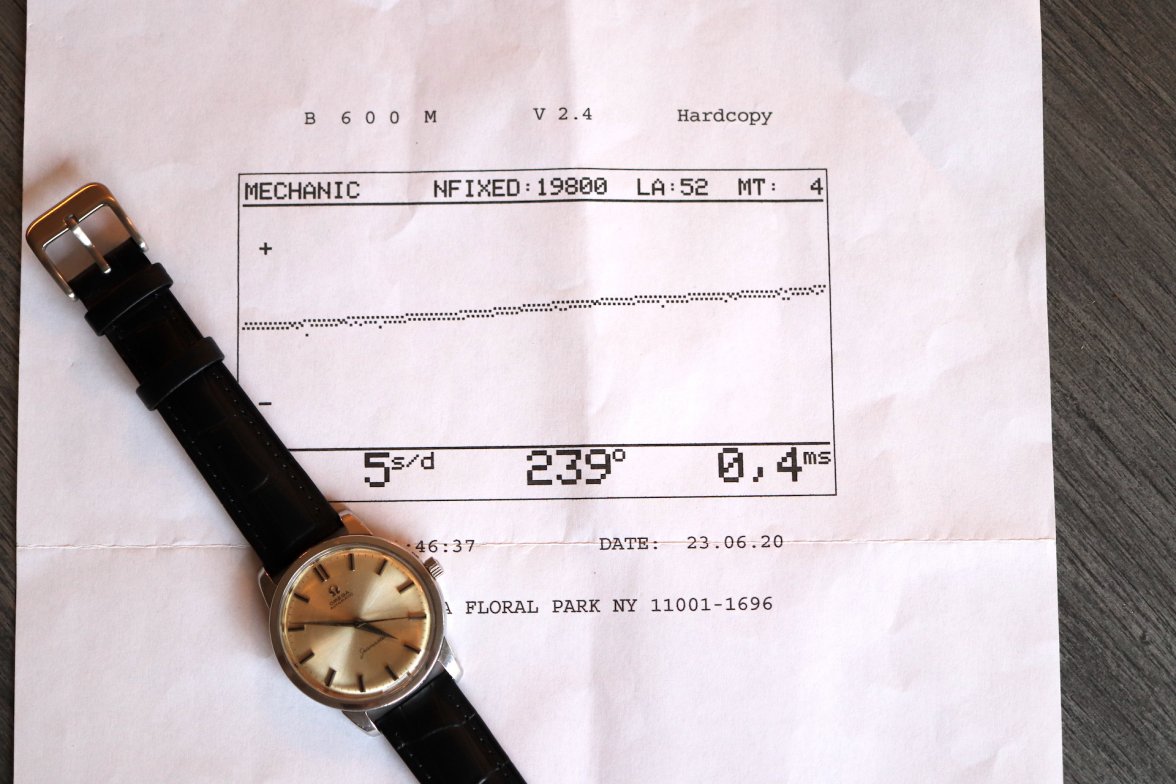 B 600 M V 2.4 Hardcopy
MECHANIC NFIXED:19800 LA:52 MT: 4
+
-
5s/d 239° 0,4ms
:46:37 DATE: 23.06.20
A FLORAL PARK NY 11001-1696
Ω
OMEGA
AUTOMATIC
Seamaster